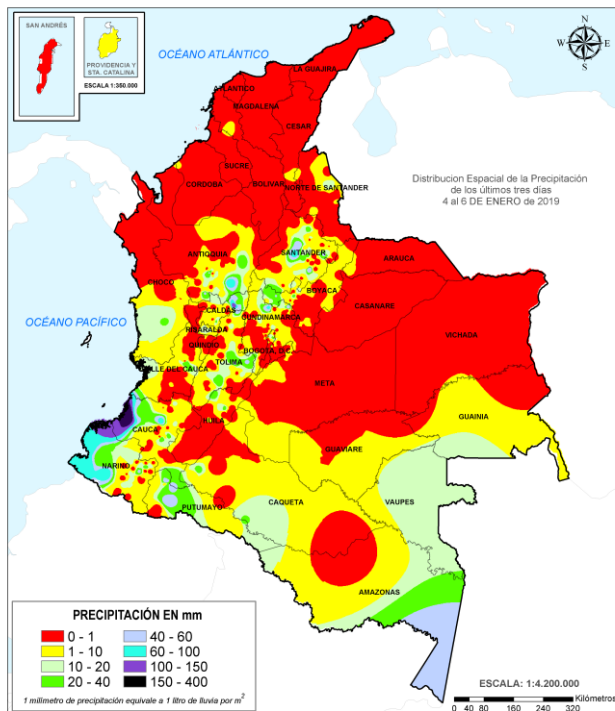 SAN ANDRÉS
PROVIDENCIA Y
STA. CATALINA
ESCALA 1:350.000
OCÉANO ATLÁNTICO
N
W
E
S
LA GUAJIRA
ATLANTICO
MAGDALENA
CESAR
SUCRE
CORDOBA
BOLIVAR
NORTE DE SANTANDER
Distribucion Espacial de la Precipitación
de los últimos tres días
4 al 6 DE ENERO de 2019
ANTIOQUIA
SANTANDER
ARAUCA
CHOCO
BOYACA
CASANARE
OCÉANO PACÍFICO
CALDAS
CUNDINAMARCA
VICHADA
RISARALDA
QUINDIO
BOGOTA, D.C.
TOLIMA
VALLE DEL CAUCA
META
GUAINIA
CAUCA
HUILA
GUAVIARE
NARIÑO
CAQUETA
VAUPES
PUTUMAYO
AMAZONAS
PRECIPITACIÓN EN mm
0 - 1
40 - 60
1 - 10
60 - 100
10 - 20
100 - 150
20 - 40
150 - 400
1 milimetro de precipitación equivale a 1 litro de lluvia por m2
ESCALA: 1:4.200.000
Kilómetros
0 40 80 160 240 320